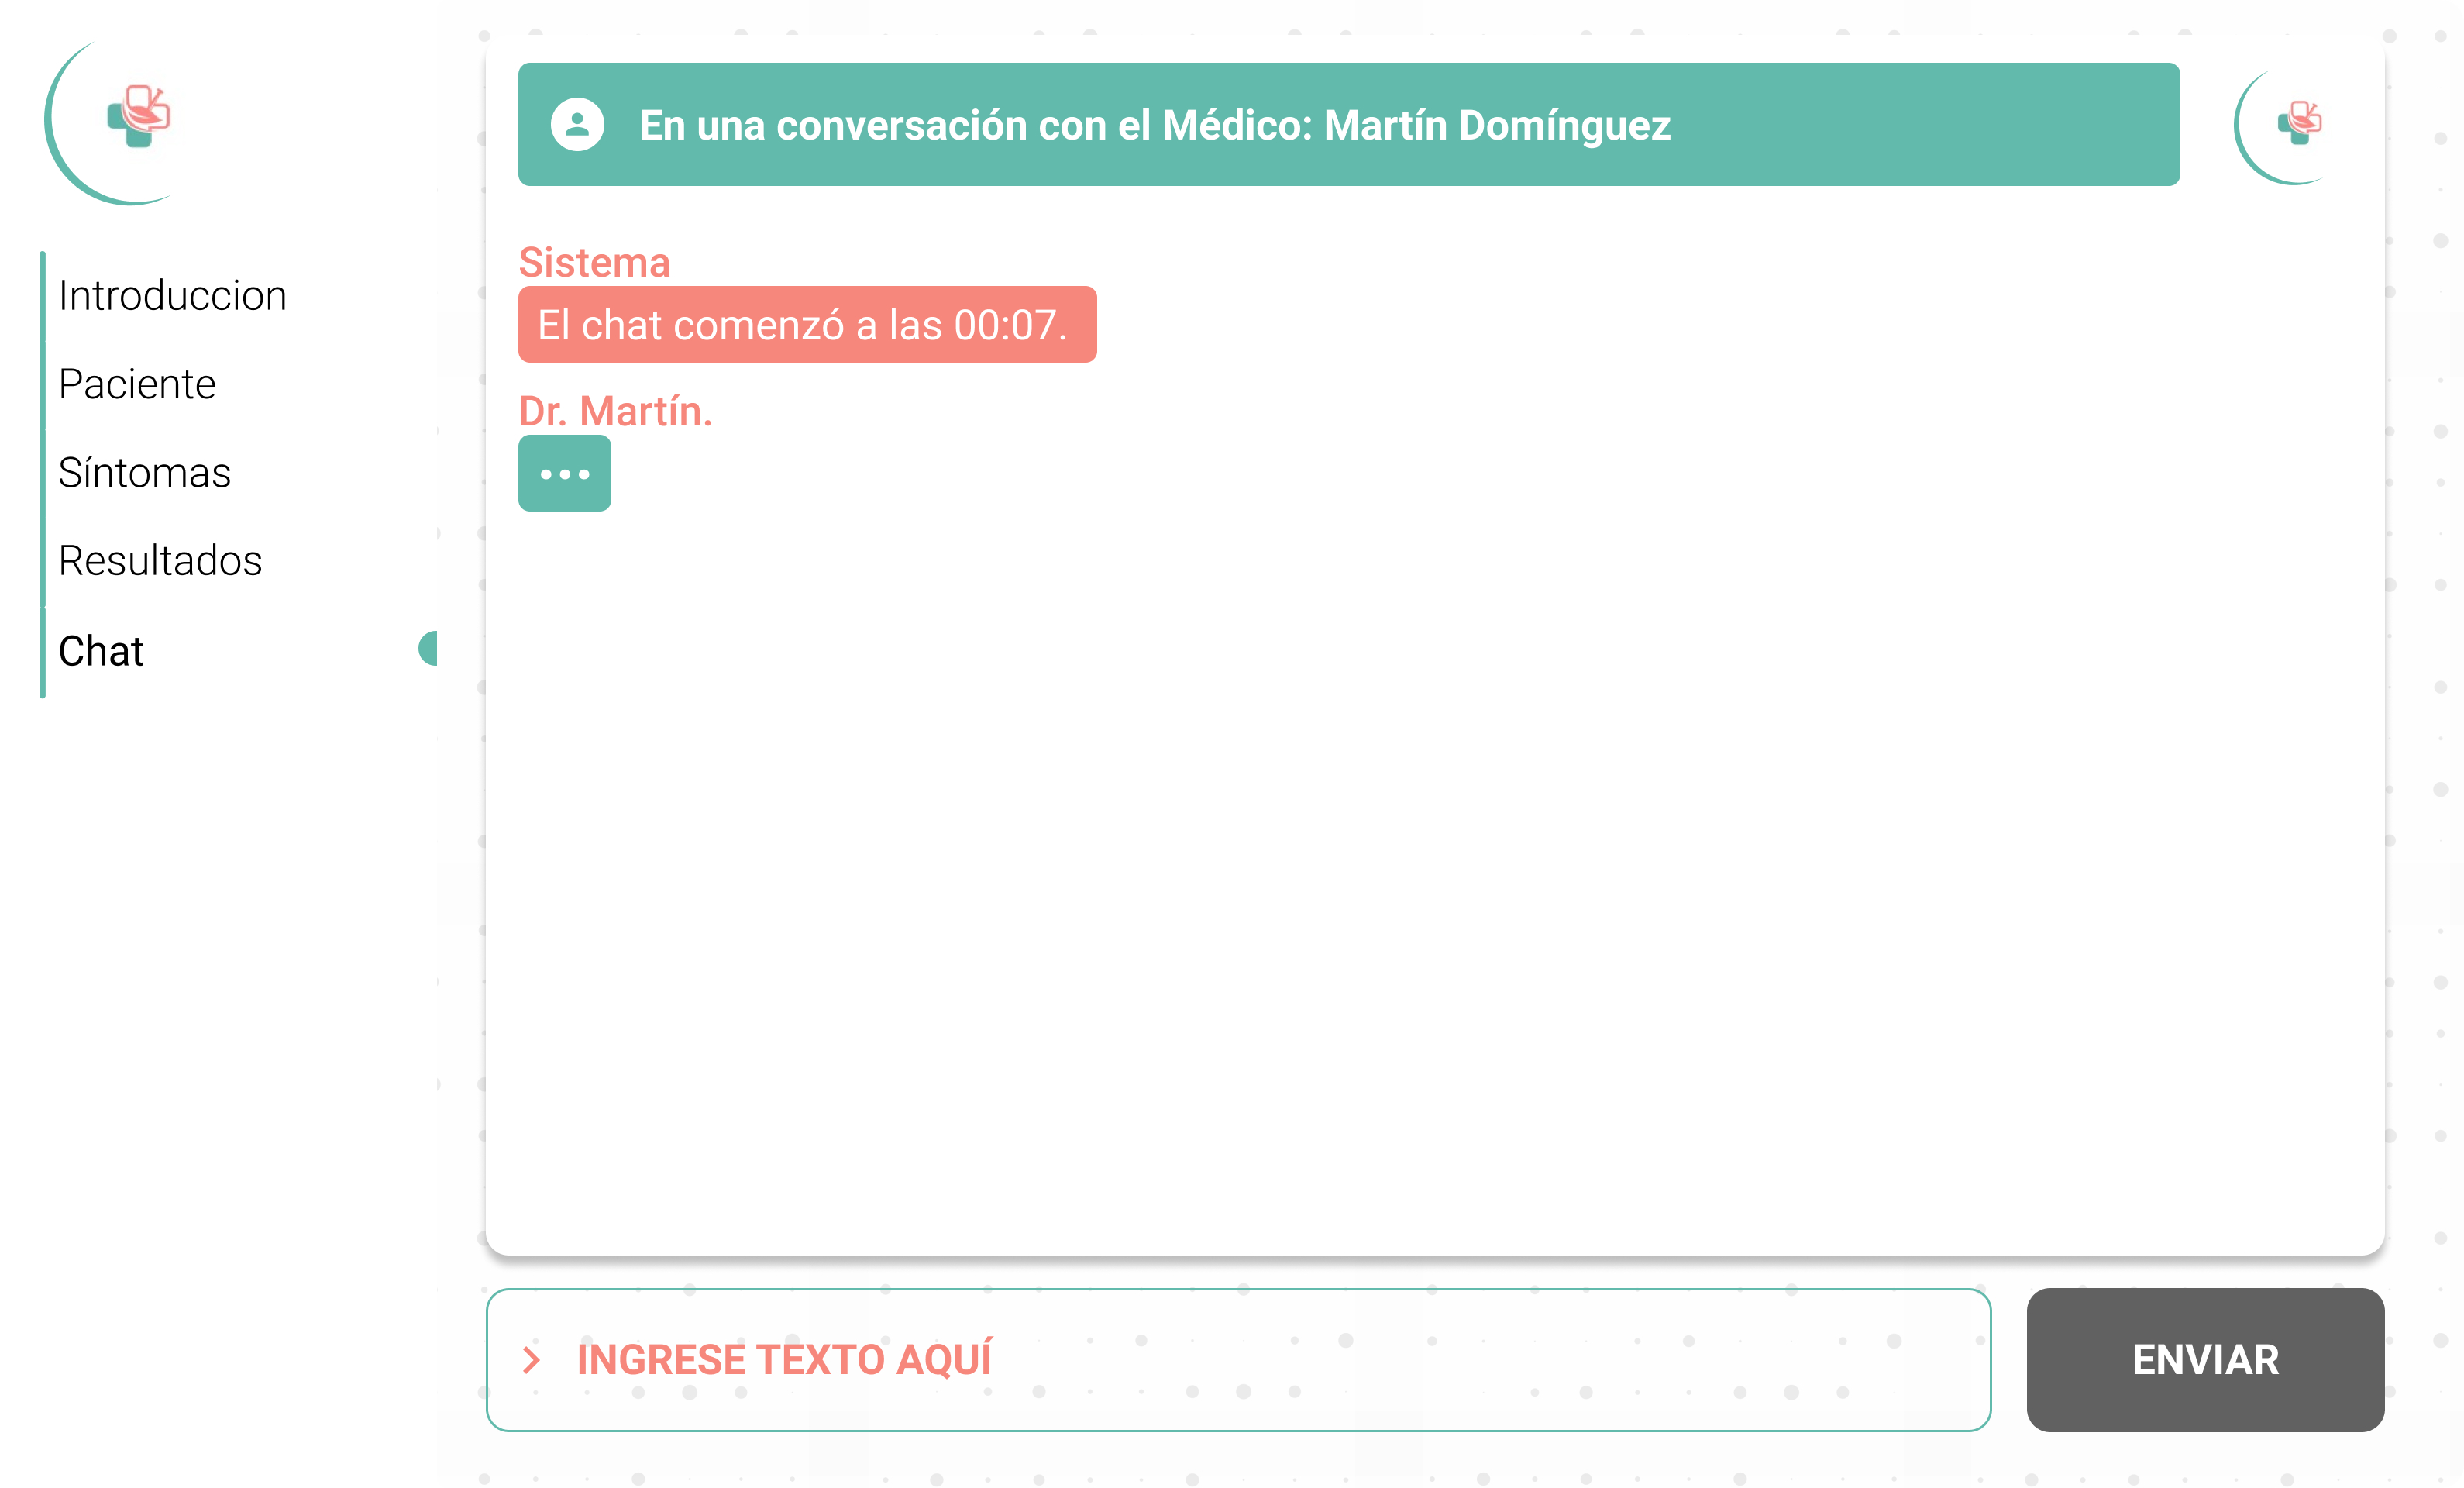 Introduccion
Paciente
Síntomas
Resultados
Chat
En una conversación con el Médico: Martín Domínguez
Sistema
El chat comenzó a las 00:07.
Dr. Martín.
...
INGRESE TEXTO AQUÍ
ENVIAR